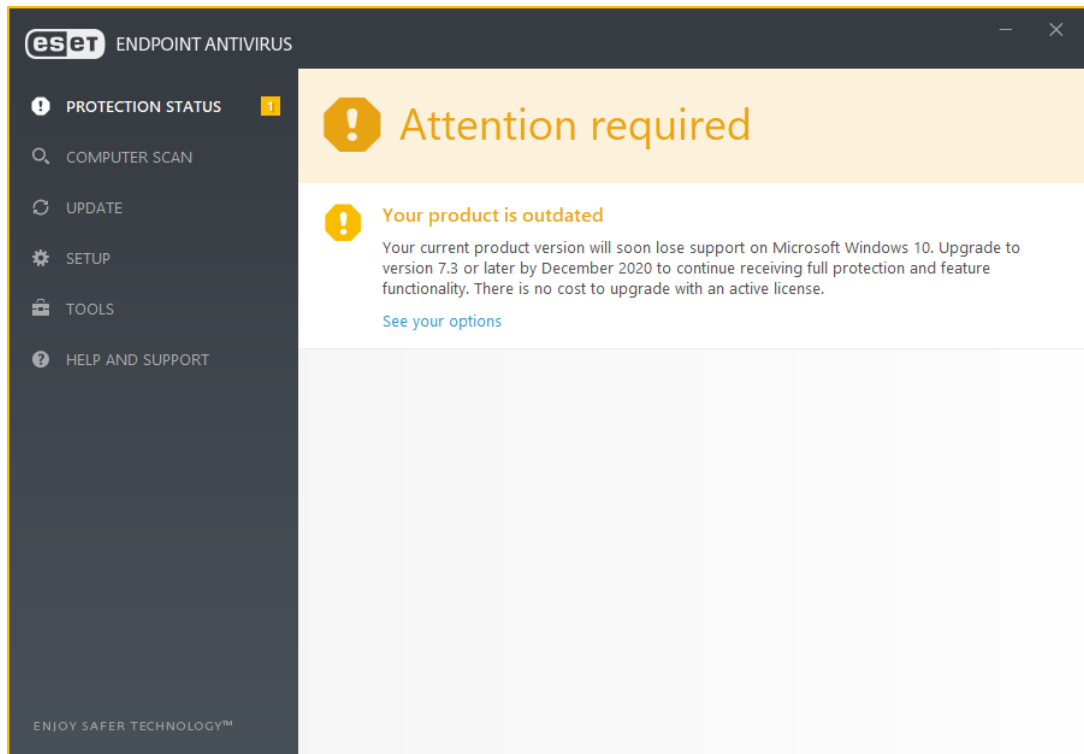 eset ENDPOINT ANTIVIRUS
PROTECTION STATUS 1
COMPUTER SCAN
UPDATE
SETUP
TOOLS
HELP AND SUPPORT
ENJOY SAFER TECHNOLOGY™
Attention required
Your product is outdated
Your current product version will soon lose support on Microsoft Windows 10. Upgrade to
version 7.3 or later by December 2020 to continue receiving full protection and feature
functionality. There is no cost to upgrade with an active license.
See your options